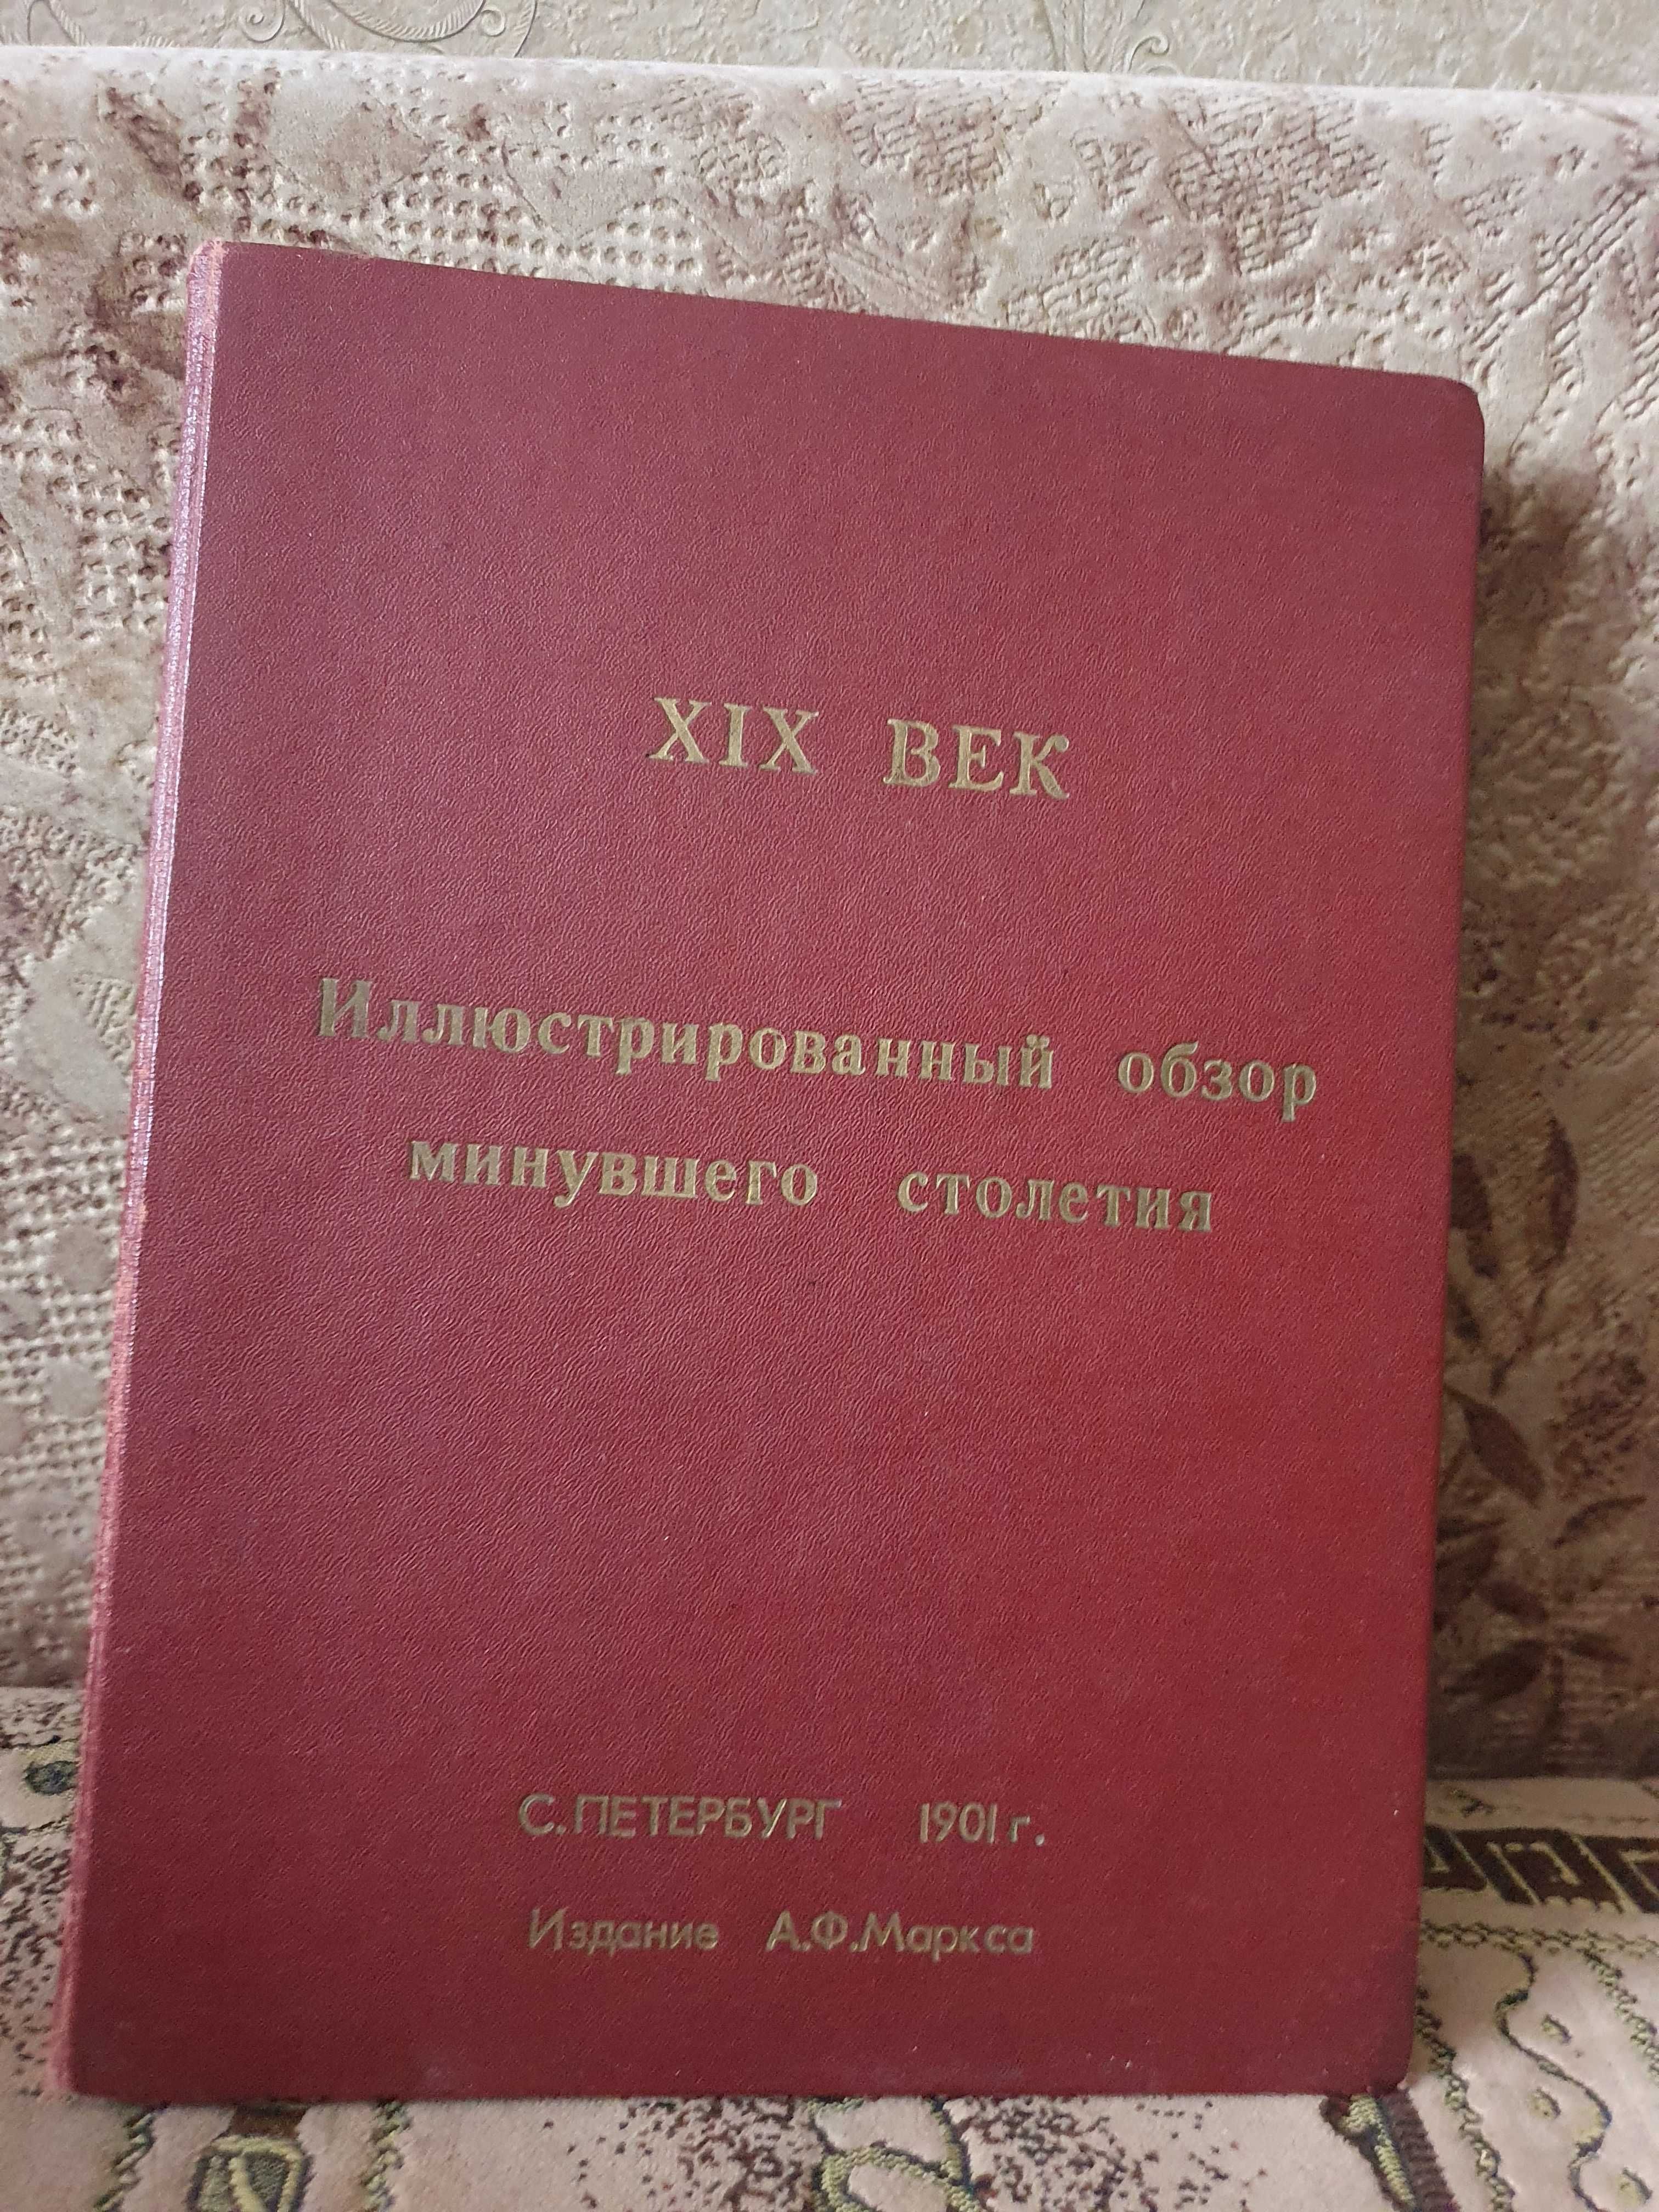 XIX ВЕК
Иллюстрированный обзор
минувшего столетия
С.ПЕТЕРБУРГ 1901 г.
Издание А.Ф.Маркса